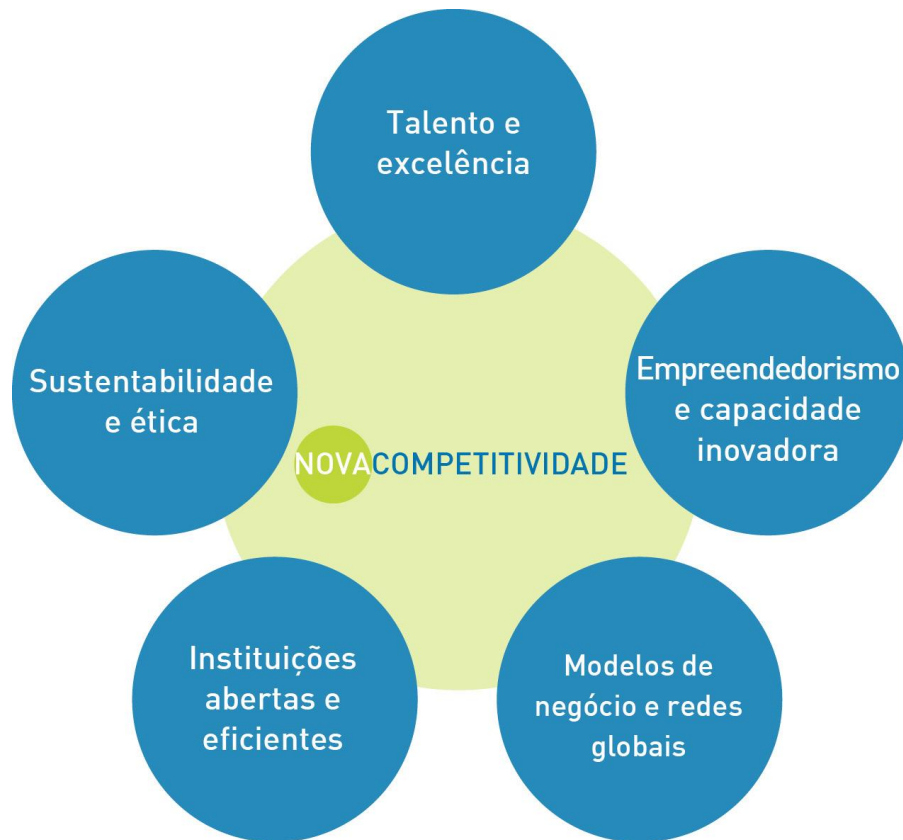 Talento e
excelência
Sustentabilidade
e ética
Empreendedorismo
e capacidade
inovadora
NOVACOMPETITIVIDADE
Instituições
abertas e
eficientes
Modelos de
negócio e redes
globais